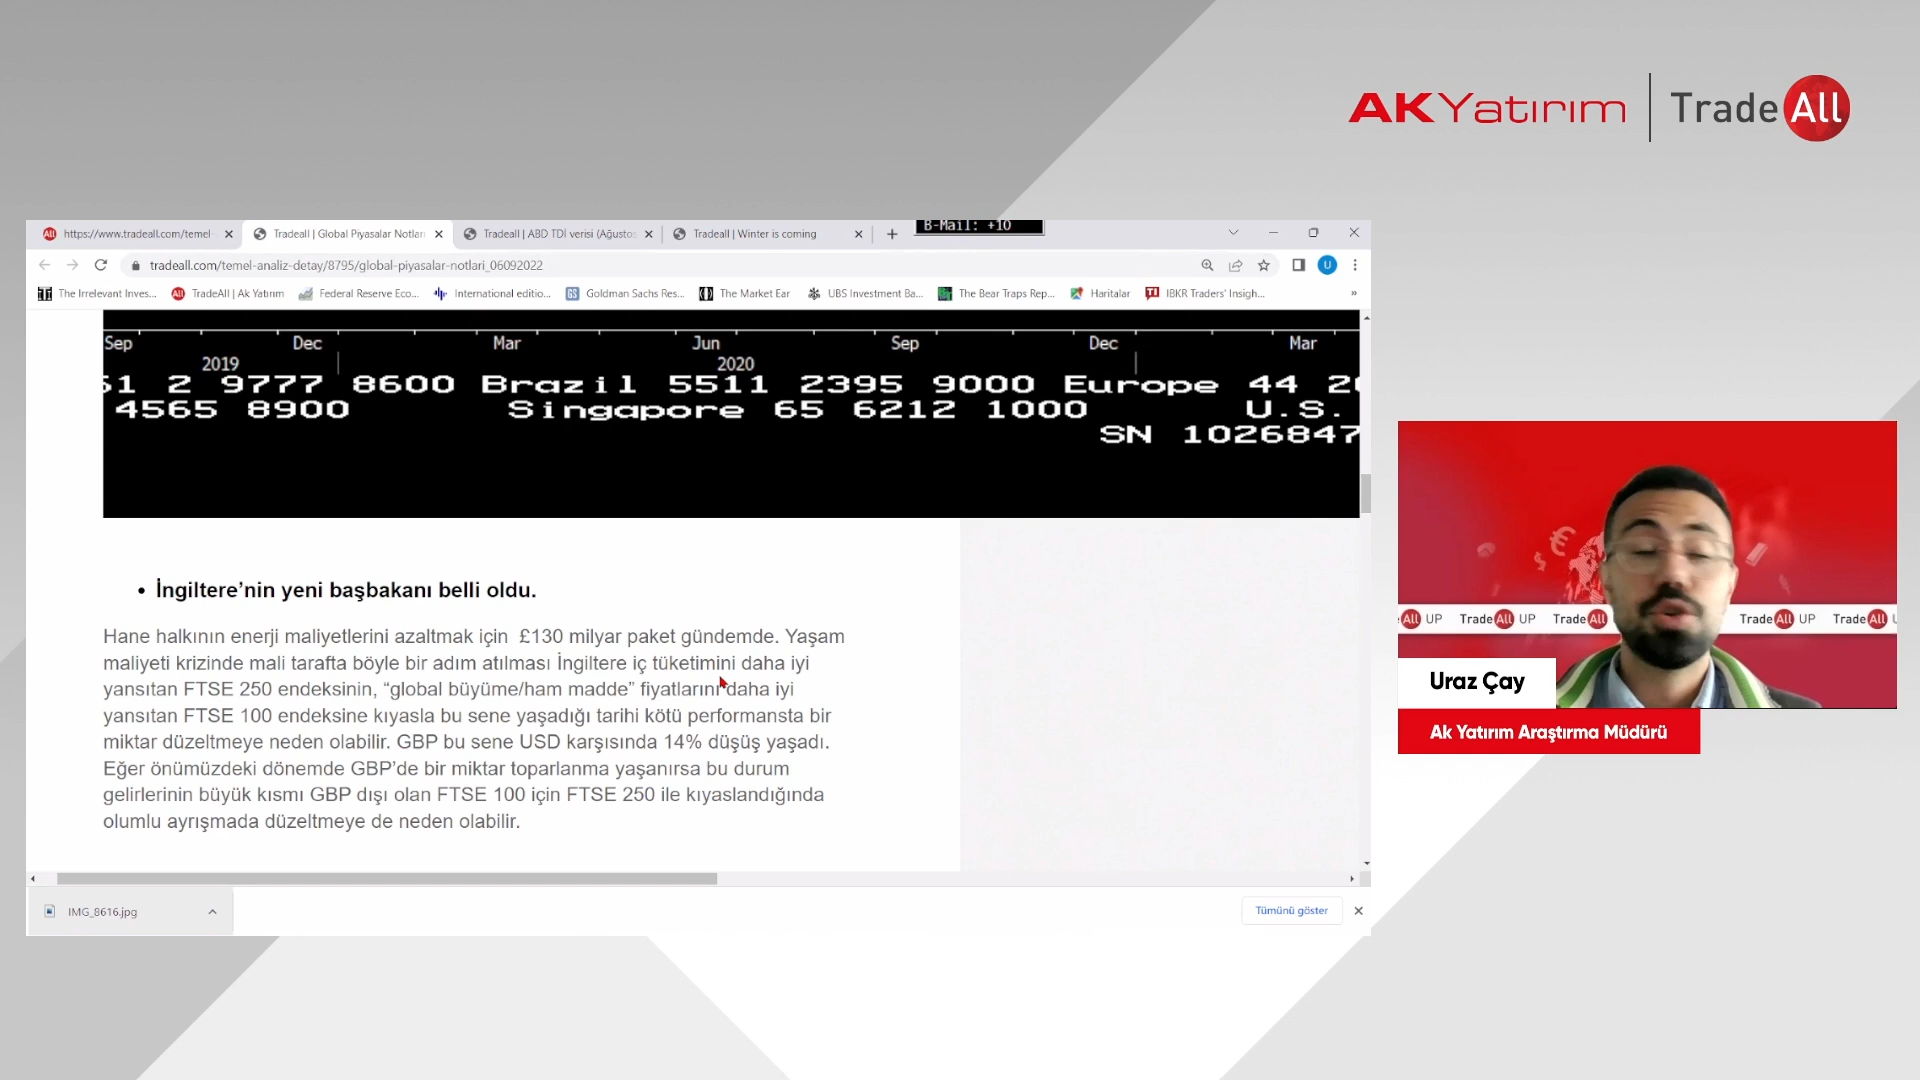 AKYatırım | TradeAll
B-Mail: +10
https://www.tradeall.com/temel-
Tradeall | Global Piyasalar Notları
Tradeall | ABD TDİ verisi (Ağustos
Tradeall | Winter is coming
tradeall.com/temel-analiz-detay/8795/global-piyasalar-notlari_06092022
U
The Irrelevant Inves...
TradeAll | Ak Yatırım
Federal Reserve Eco...
International editio...
GS
Goldman Sachs Res...
The Market Ear
UBS Investment Ba...
The Bear Traps Rep...
Haritalar
IBKR Traders' Insigh...
»
Sep Dec Mar Jun Sep Dec Mar
2019 2020
61 2 9777 8600 Brazil 5511 2395 9000 Europe 44 20
4565 8900 Singapore 65 6212 1000 U.S.
SN 1026847
• İngiltere’nin yeni başbakanı belli oldu.
Hane halkının enerji maliyetlerini azaltmak için £130 milyar paket gündemde. Yaşam
maliyeti krizinde mali tarafta böyle bir adım atılması İngiltere iç tüketimini daha iyi
yansıtan FTSE 250 endeksinin, “global büyüme/ham madde” fiyatlarını daha iyi
yansıtan FTSE 100 endeksine kıyasla bu sene yaşadığı tarihi kötü performansta bir
miktar düzeltmeye neden olabilir. GBP bu sene USD karşısında 14% düşüş yaşadı.
Eğer önümüzdeki dönemde GBP’de bir miktar toparlanma yaşanırsa bu durum
gelirlerinin büyük kısmı GBP dışı olan FTSE 100 için FTSE 250 ile kıyaslandığında
olumlu ayrışmada düzeltmeye de neden olabilir.
IMG_8616.jpg
Tümünü göster
All UP TradeAll UP TradeAll TradeAll UP TradeAll U
Uraz Çay
Ak Yatırım Araştırma Müdürü